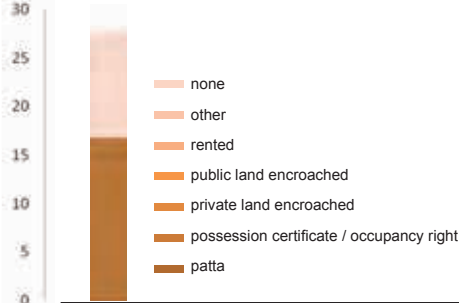 30
25
20
15
10
5
0
none
other
rented
public land encroached
private land encroached
possession certificate / occupancy right
patta